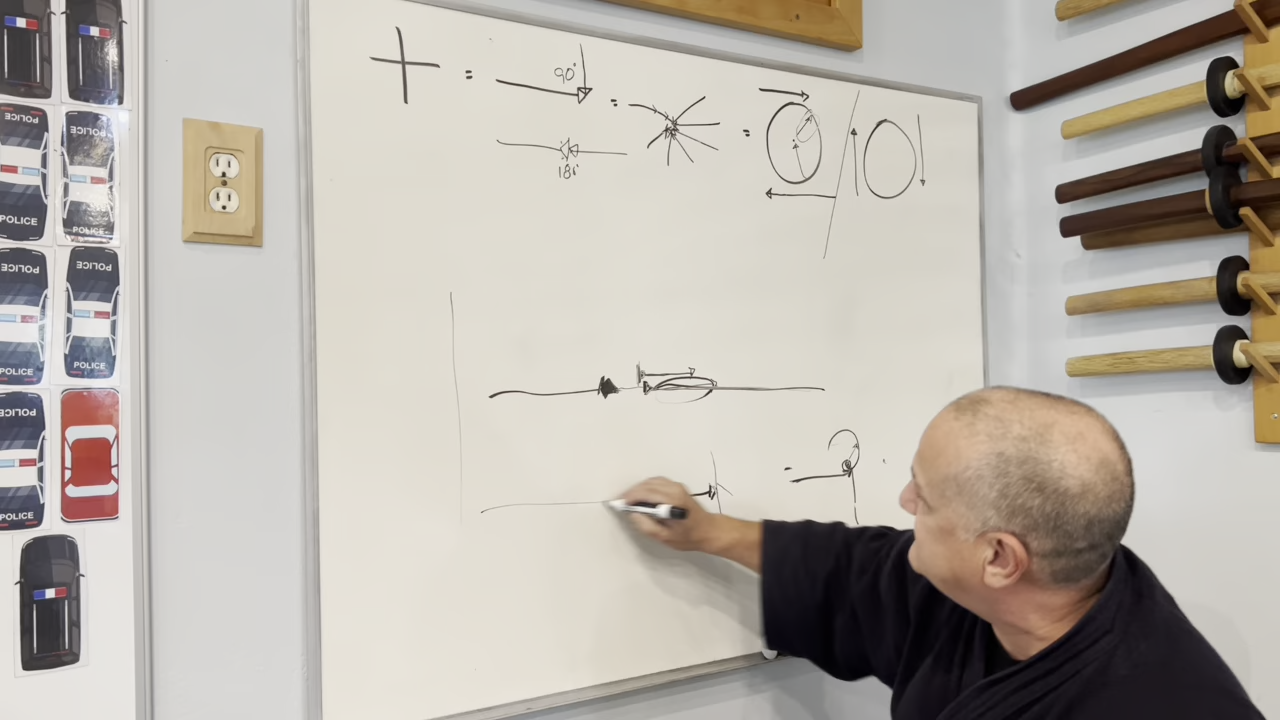 + = 90° = = 
180°
=
POLICE
POLICE
POLICE
POLICE
POLICE
POLICE
POLICE